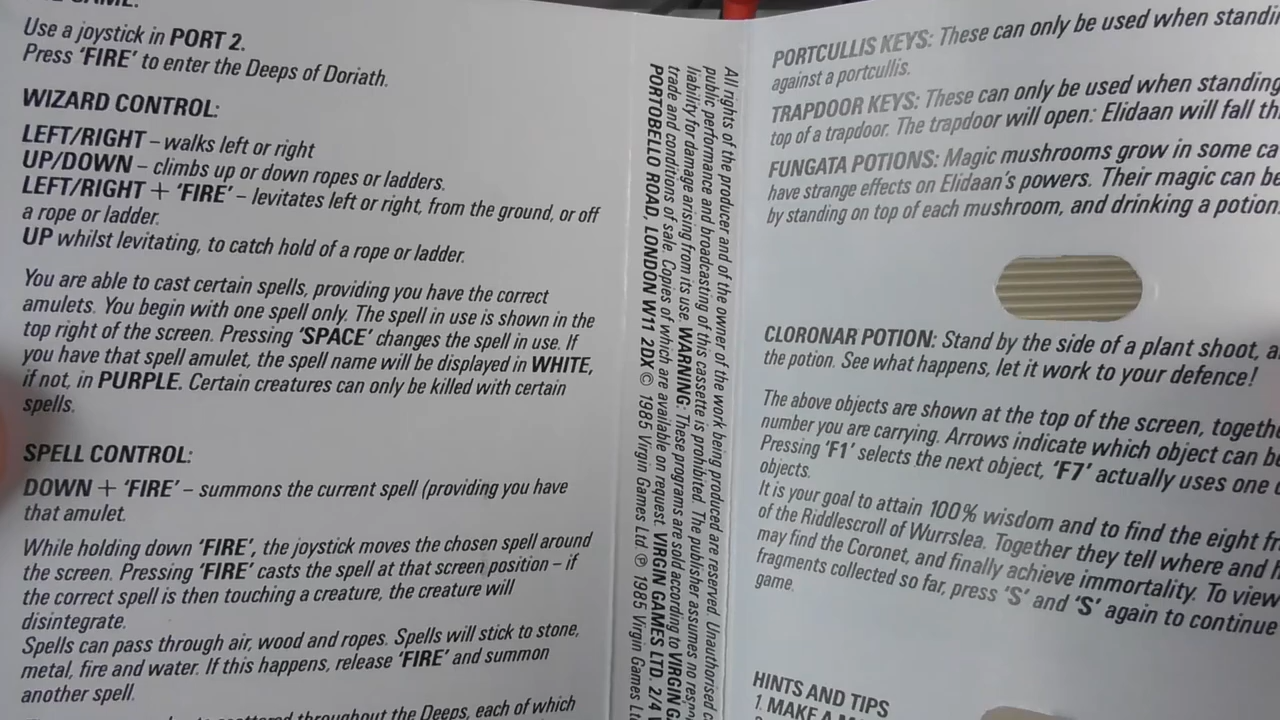 GAME:
Use a joystick in PORT 2.
Press 'FIRE' to enter the Deeps of Doriath.
WIZARD CONTROL:
LEFT/RIGHT – walks left or right
UP/DOWN – climbs up or down ropes or ladders.
LEFT/RIGHT + 'FIRE' – levitates left or right, from the ground, or off
a rope or ladder.
UP whilst levitating, to catch hold of a rope or ladder.
You are able to cast certain spells, providing you have the correct
amulets. You begin with one spell only. The spell in use is shown in the
top right of the screen. Pressing 'SPACE' changes the spell in use. If
you have that spell amulet, the spell name will be displayed in WHITE,
if not, in PURPLE. Certain creatures can only be killed with certain
spells.
SPELL CONTROL:
DOWN + 'FIRE' – summons the current spell (providing you have
that amulet.
While holding down 'FIRE', the joystick moves the chosen spell around
the screen. Pressing 'FIRE' casts the spell at that screen position – if
the correct spell is then touching a creature, the creature will
disintegrate.
Spells can pass through air, wood and ropes. Spells will stick to stone,
metal, fire and water. If this happens, release 'FIRE' and summon
another spell.
throughout the Deeps, each of which
All rights of the producer and of the owner of the work being produced are reserved. Unauthorised
public performance and broadcasting of this cassette is prohibited. The publisher assumes no
liability for damage arising from its use. WARNING: These programs are sold according to VIRGIN
trade and conditions of sale. Copies of which are available on request. VIRGIN GAMES LTD. 2/4
PORTOBELLO ROAD, LONDON W11 2DX © 1985 Virgin Games Ltd ℗ 1985 Virgin Games Ltd
PORTCULLIS KEYS: These can only be used when standi
against a portcullis.
TRAPDOOR KEYS: These can only be used when standing
top of a trapdoor. The trapdoor will open: Elidaan will fall th
FUNGATA POTIONS: Magic mushrooms grow in some ca
have strange effects on Elidaan's powers. Their magic can be
by standing on top of each mushroom, and drinking a potion.
CLORONAR POTION: Stand by the side of a plant shoot, a
the potion. See what happens, let it work to your defence!
The above objects are shown at the top of the screen, togethe
number you are carrying. Arrows indicate which object can be
Pressing 'F1' selects the next object, 'F7' actually uses one o
objects.
It is your goal to attain 100% wisdom and to find the eight fr
of the Riddlescroll of Wurrslea. Together they tell where and h
may find the Coronet, and finally achieve immortality. To view
fragments collected so far, press 'S' and 'S' again to continue
game.
HINTS AND TIPS
1. MAKE A